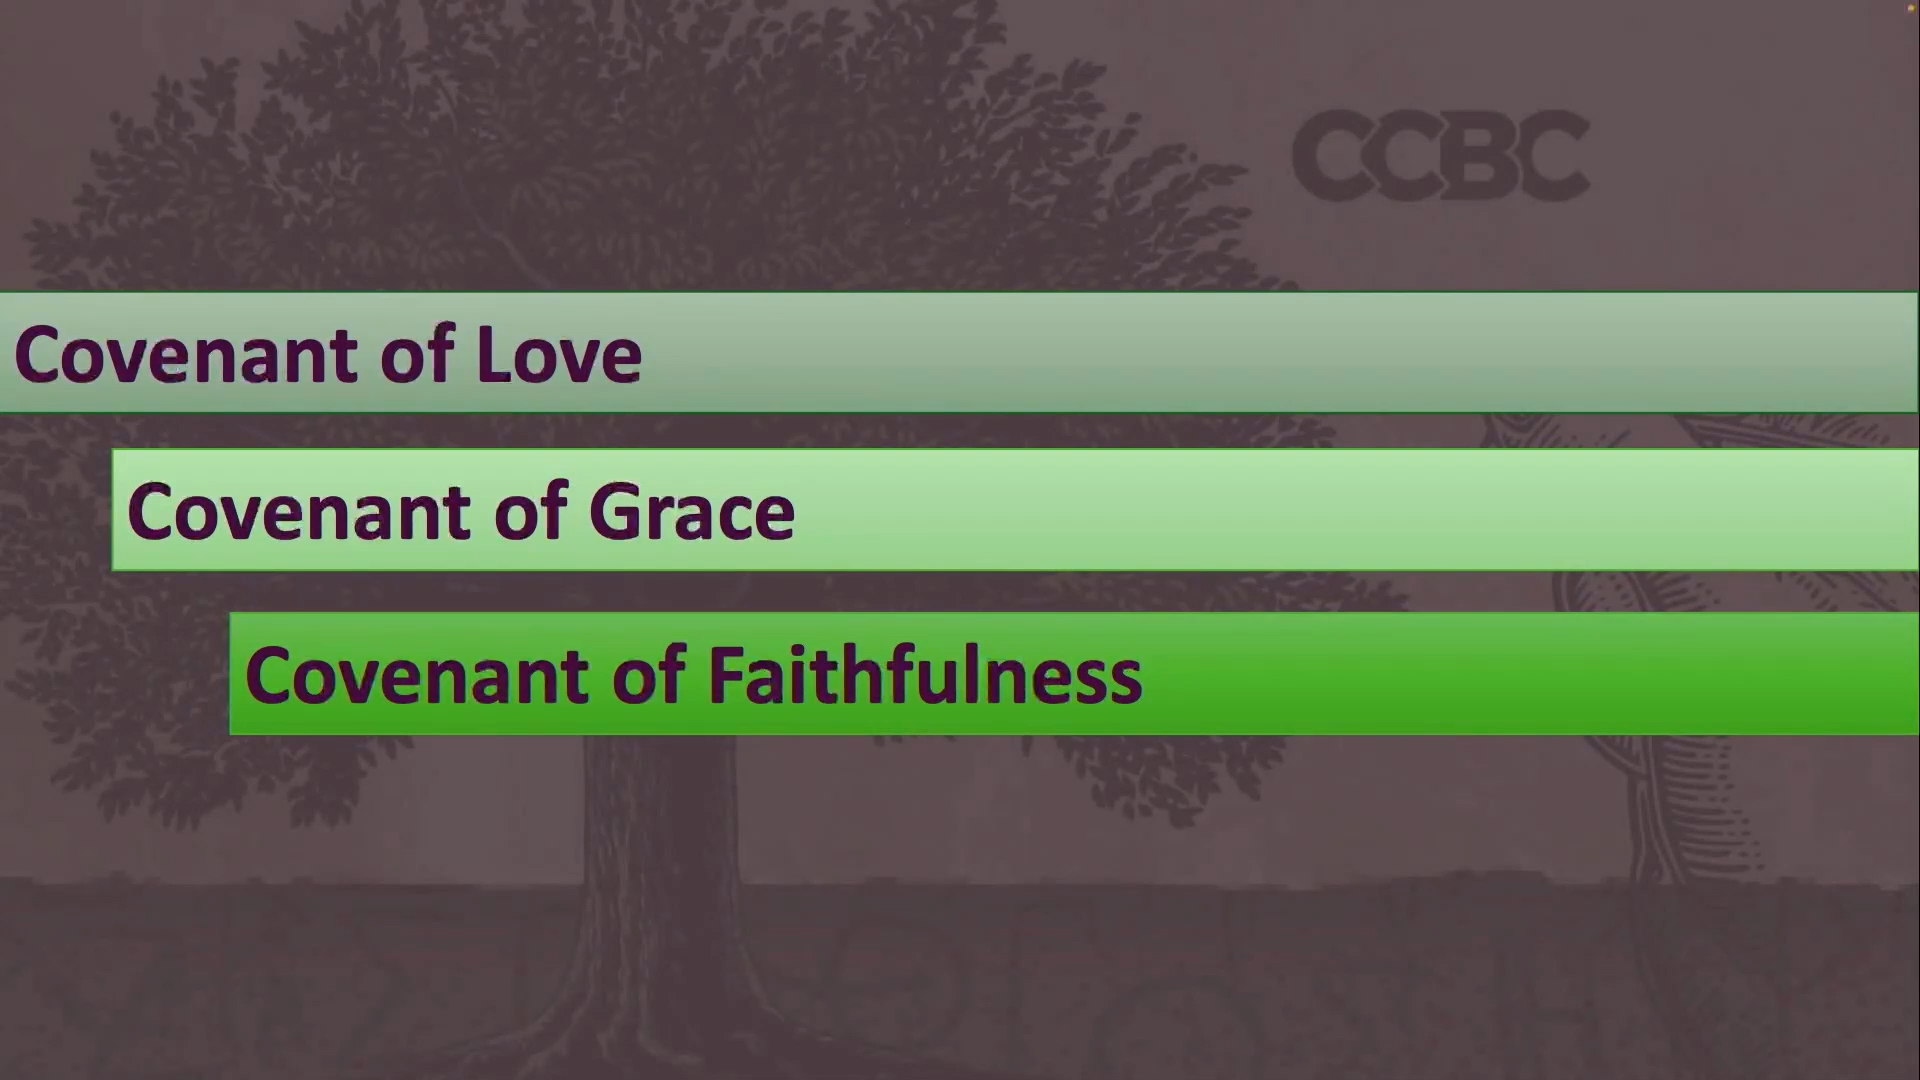 CCBC
Covenant of Love
Covenant of Grace
Covenant of Faithfulness